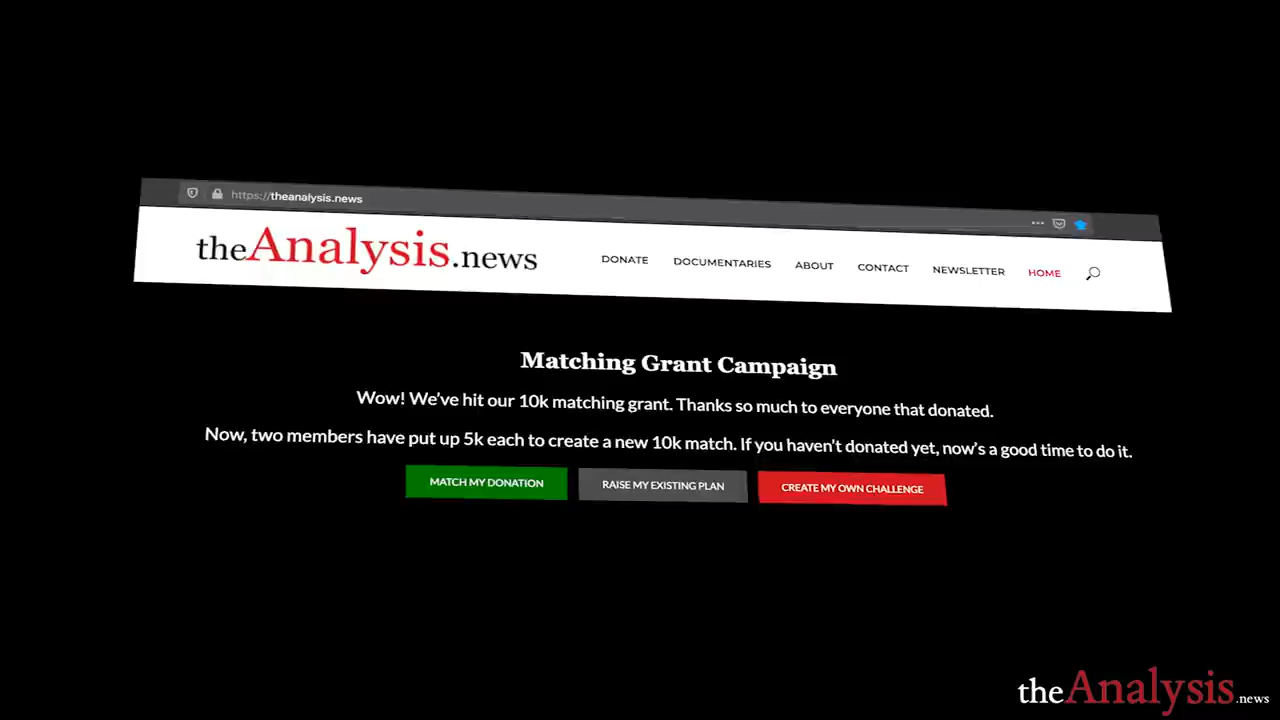 https://theanalysis.news
theAnalysis.news
DONATE DOCUMENTARIES ABOUT CONTACT NEWSLETTER HOME
Matching Grant Campaign
Wow! We've hit our 10k matching grant. Thanks so much to everyone that donated.
Now, two members have put up 5k each to create a new 10k match. If you haven't donated yet, now's a good time to do it.
MATCH MY DONATION RAISE MY EXISTING PLAN CREATE MY OWN CHALLENGE
theAnalysis.news